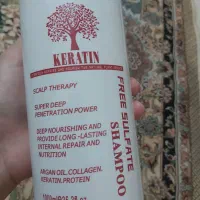 KERATIN
SCALP THERAPY
SUPER DEEP
PENETRATION POWER
DEEP NOURISHING AND
PROVIDE LONG -LASTING
INTERNAL REPAIR AND
NUTRITION
ARGAN OIL,COLLAGEN,
KERATIN,PROTEIN
FREE SULFATE
SHAMPOO